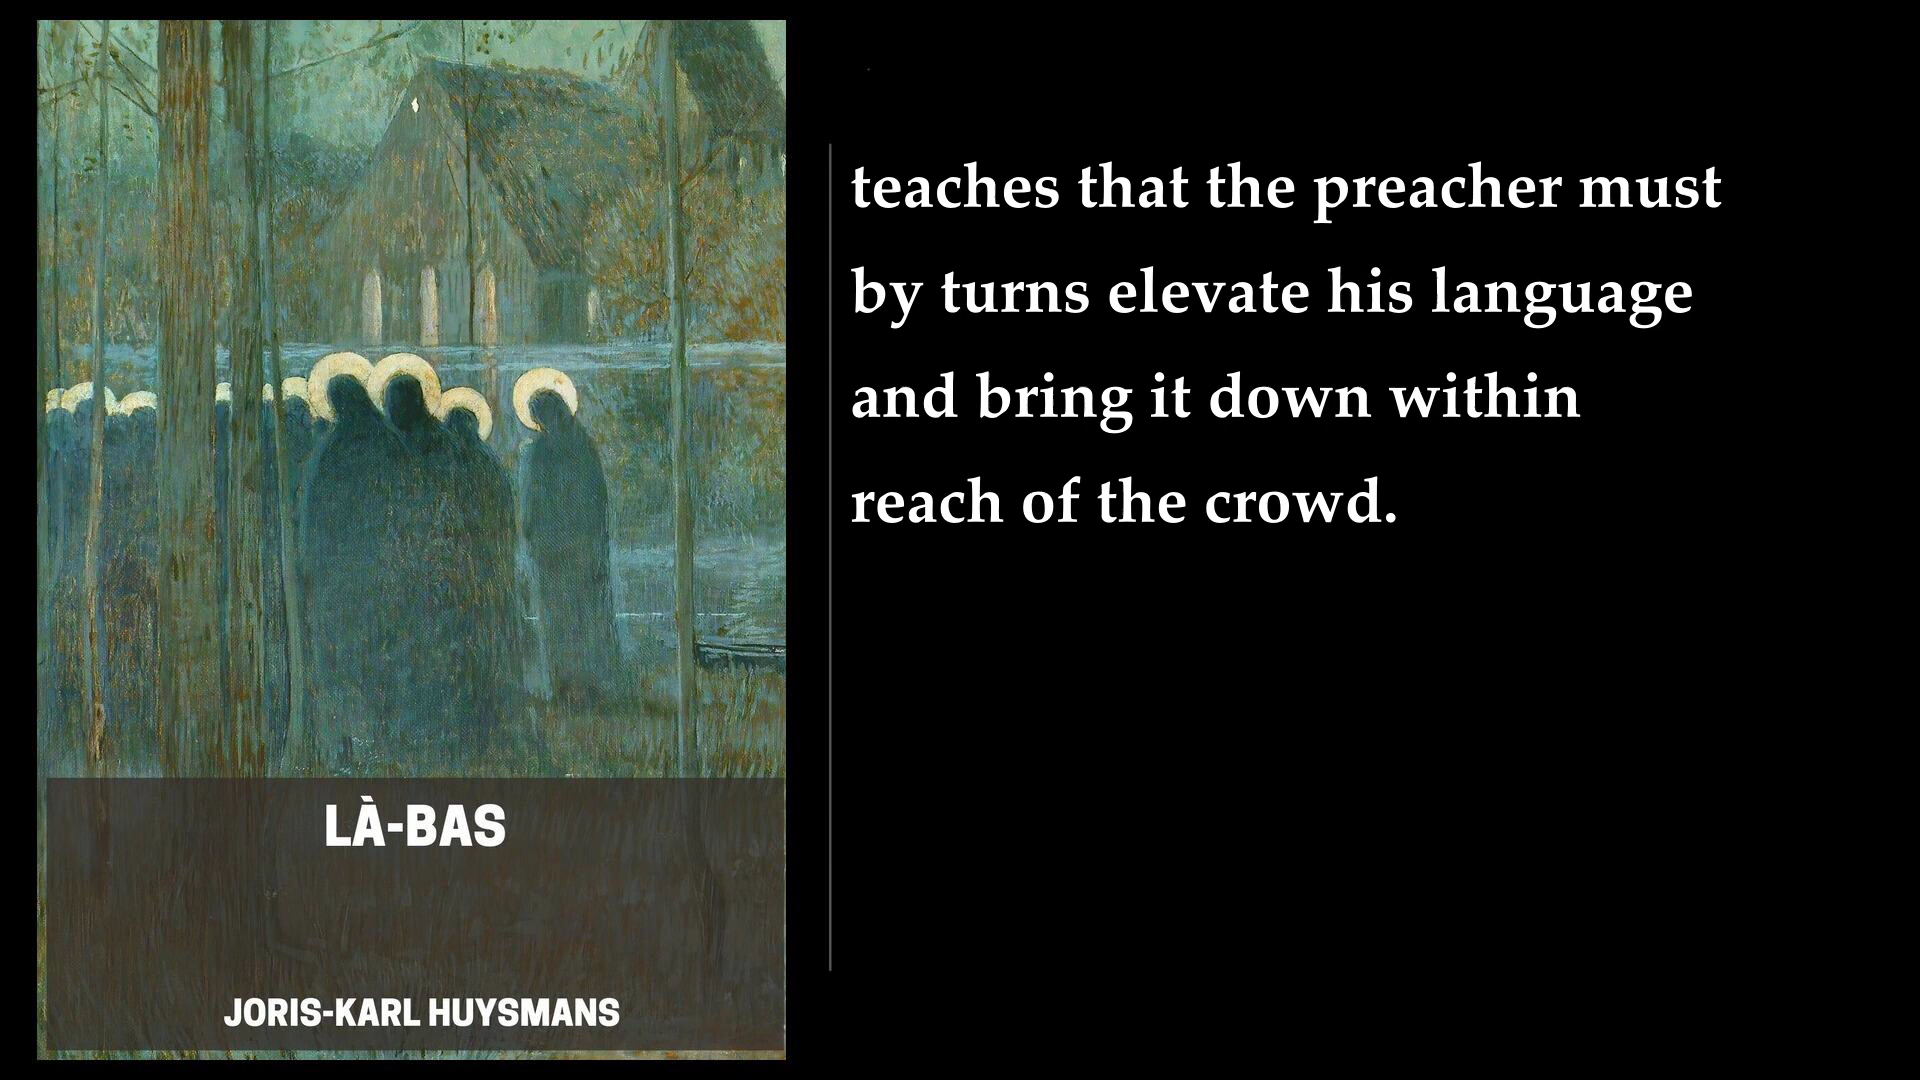 LÀ-BAS
JORIS-KARL HUYSMANS
teaches that the preacher must
by turns elevate his language
and bring it down within
reach of the crowd.